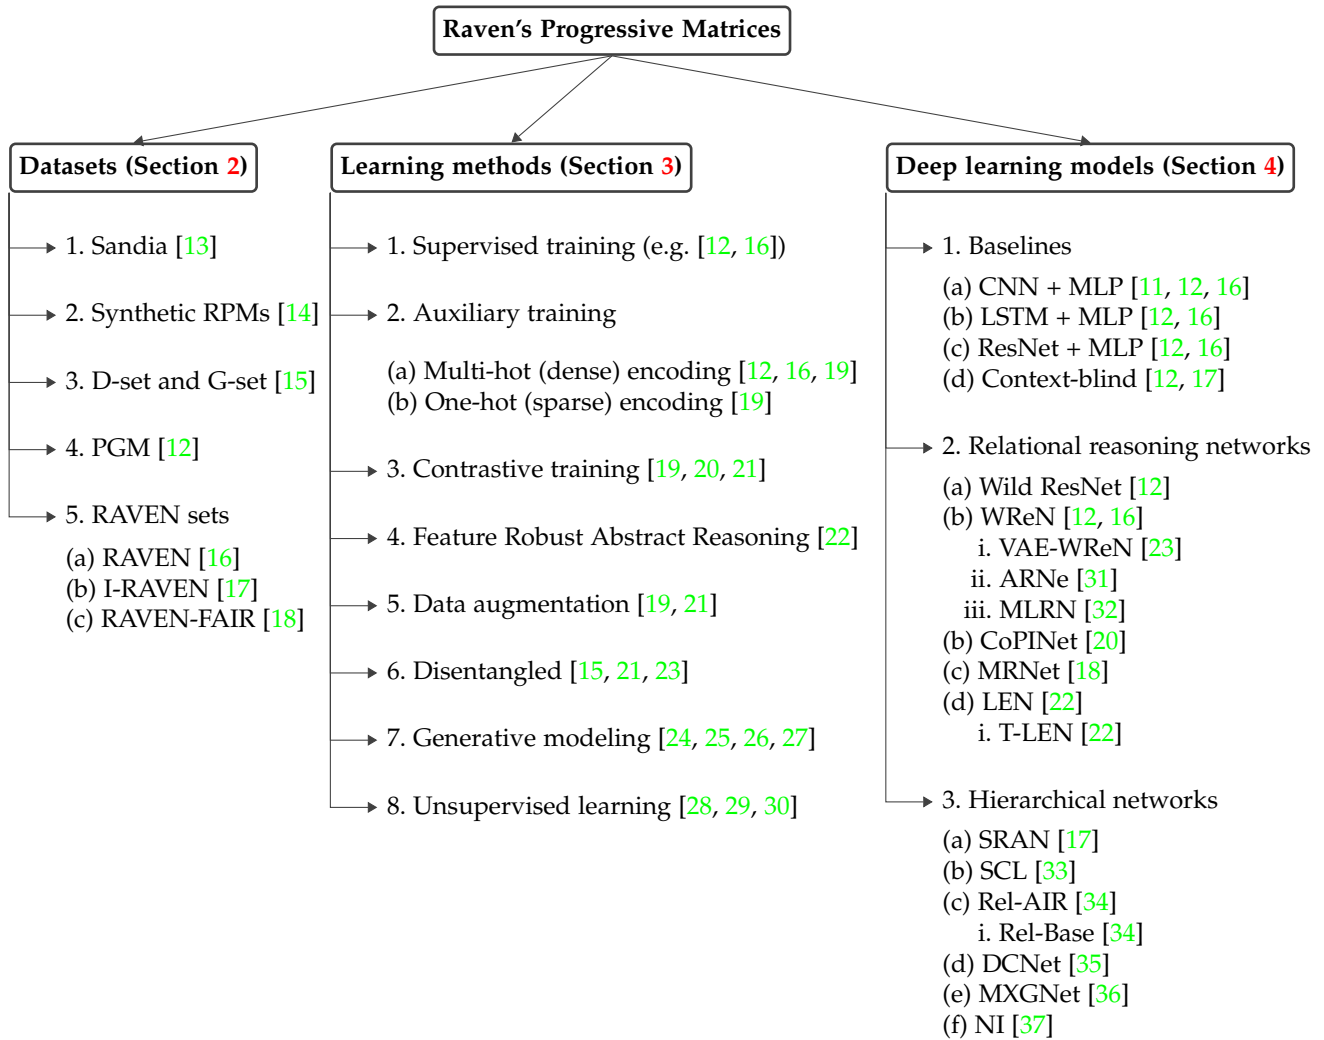 Raven's Progressive Matrices
Datasets (Section 2)
1. Sandia [13]
2. Synthetic RPMs [14]
3. D-set and G-set [15]
4. PGM [12]
5. RAVEN sets
(a) RAVEN [16]
(b) I-RAVEN [17]
(c) RAVEN-FAIR [18]
Learning methods (Section 3)
1. Supervised training (e.g. [12, 16])
2. Auxiliary training
(a) Multi-hot (dense) encoding [12, 16, 19]
(b) One-hot (sparse) encoding [19]
3. Contrastive training [19, 20, 21]
4. Feature Robust Abstract Reasoning [22]
5. Data augmentation [19, 21]
6. Disentangled [15, 21, 23]
7. Generative modeling [24, 25, 26, 27]
8. Unsupervised learning [28, 29, 30]
Deep learning models (Section 4)
1. Baselines
(a) CNN + MLP [11, 12, 16]
(b) LSTM + MLP [12, 16]
(c) ResNet + MLP [12, 16]
(d) Context-blind [12, 17]
2. Relational reasoning networks
(a) Wild ResNet [12]
(b) WReN [12, 16]
i. VAE-WReN [23]
ii. ARNe [31]
iii. MLRN [32]
(b) CoPINet [20]
(c) MRNet [18]
(d) LEN [22]
i. T-LEN [22]
3. Hierarchical networks
(a) SRAN [17]
(b) SCL [33]
(c) Rel-AIR [34]
i. Rel-Base [34]
(d) DCNet [35]
(e) MXGNet [36]
(f) NI [37]